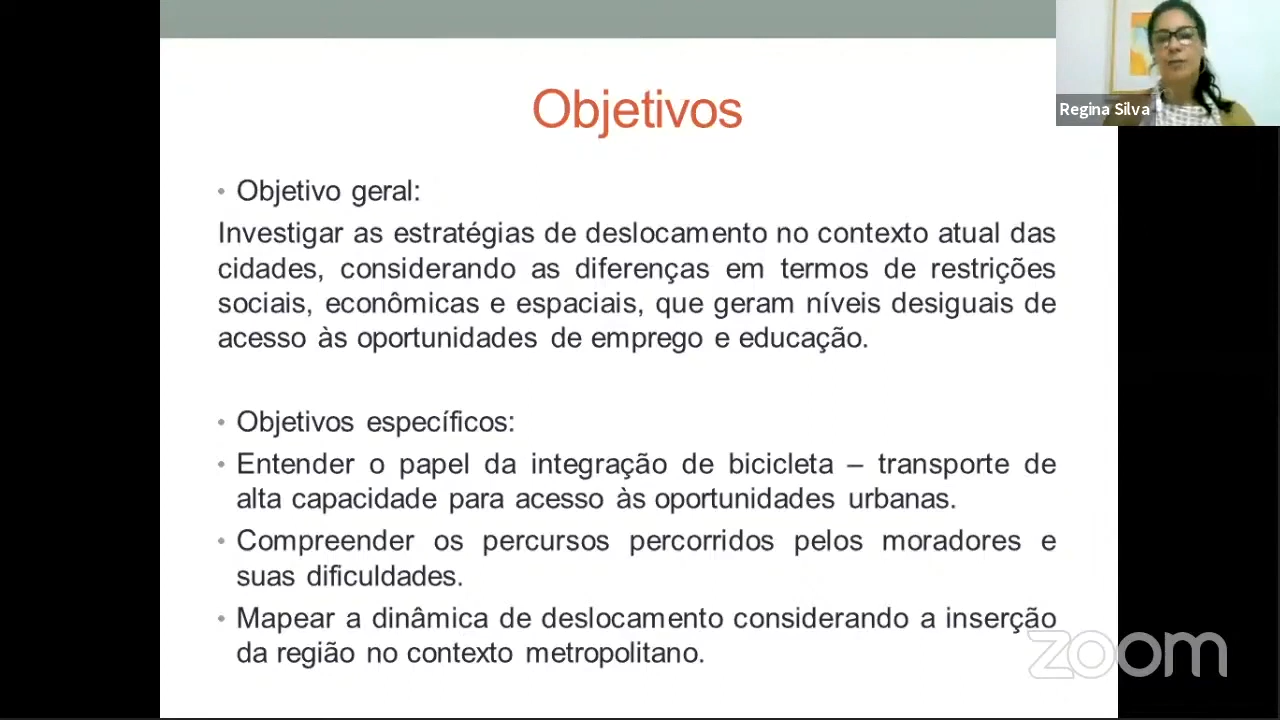 Objetivos
Regina Silva
• Objetivo geral:
Investigar as estratégias de deslocamento no contexto atual das
cidades, considerando as diferenças em termos de restrições
sociais, econômicas e espaciais, que geram níveis desiguais de
acesso às oportunidades de emprego e educação.
• Objetivos específicos:
• Entender o papel da integração de bicicleta – transporte de
alta capacidade para acesso às oportunidades urbanas.
• Compreender os percursos percorridos pelos moradores e
suas dificuldades.
• Mapear a dinâmica de deslocamento considerando a inserção
da região no contexto metropolitano.
zoom